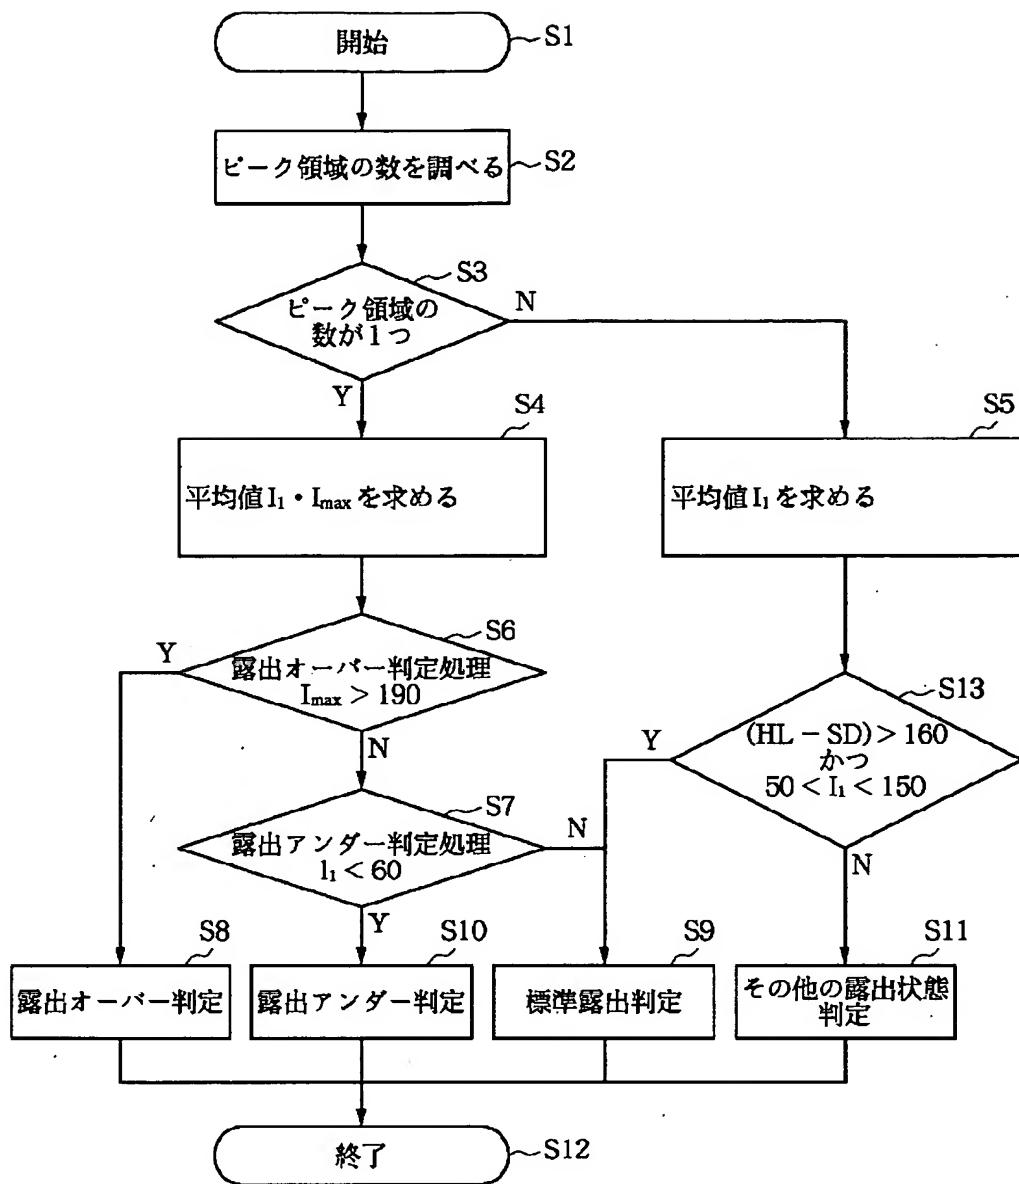 開始
S1
ピーク領域の数を調べる
S2
S3
ピーク領域の
数が1つ
N
Y
S4
平均値I₁・Imaxを求める
S5
平均値I₁を求める
S6
Y
露出オーバー判定処理
Imax > 190
N
S13
(HL − SD) > 160
かつ
50 < I₁ < 150
Y
N
S7
露出アンダー判定処理
I₁ < 60
N
Y
S8
露出オーバー判定
S10
露出アンダー判定
S9
標準露出判定
S11
その他の露出状態
判定
終了
S12